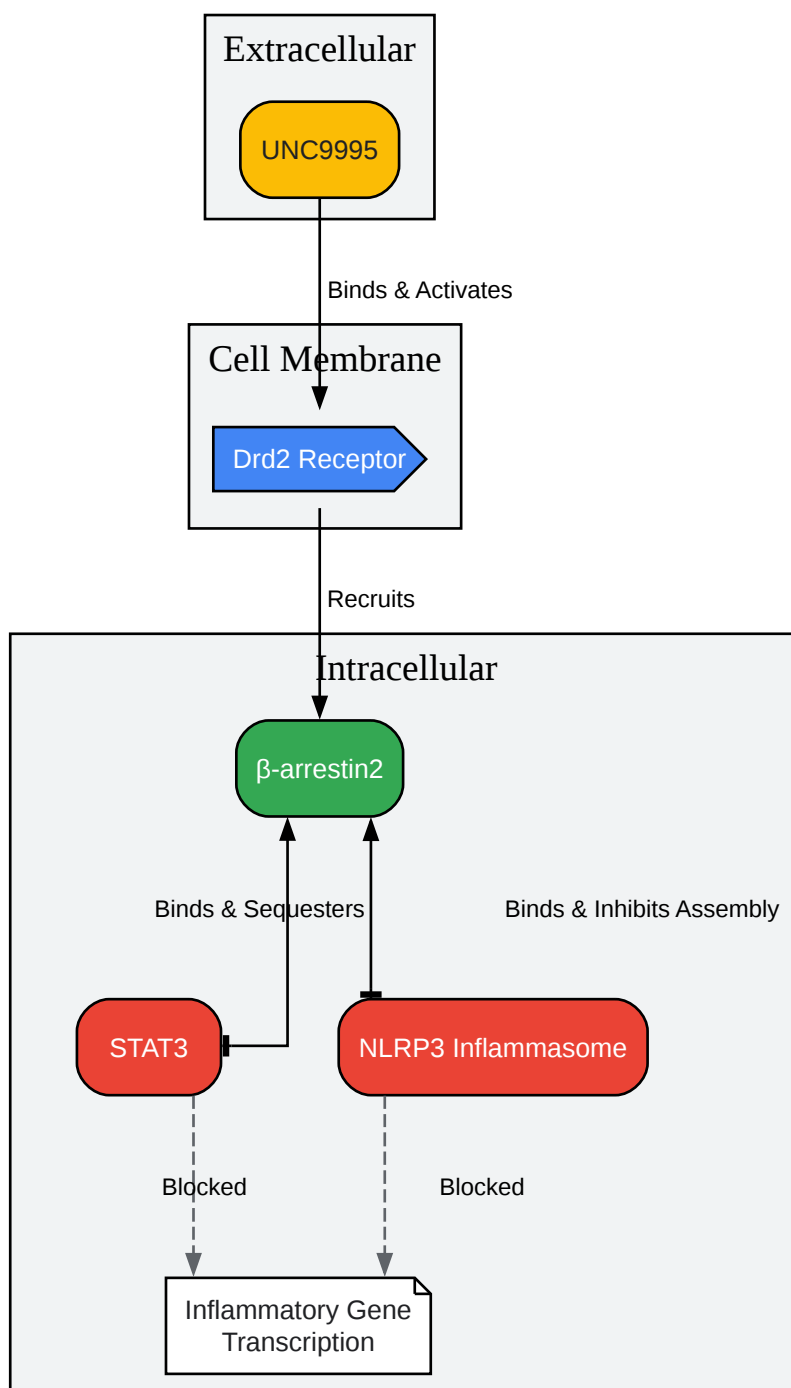 Extracellular
UNC9995
Binds & Activates
Cell Membrane
Drd2 Receptor
Recruits
Intracellular
β-arrestin2
Binds & Sequesters
Binds & Inhibits Assembly
STAT3
NLRP3 Inflammasome
Blocked
Blocked
Inflammatory Gene
Transcription